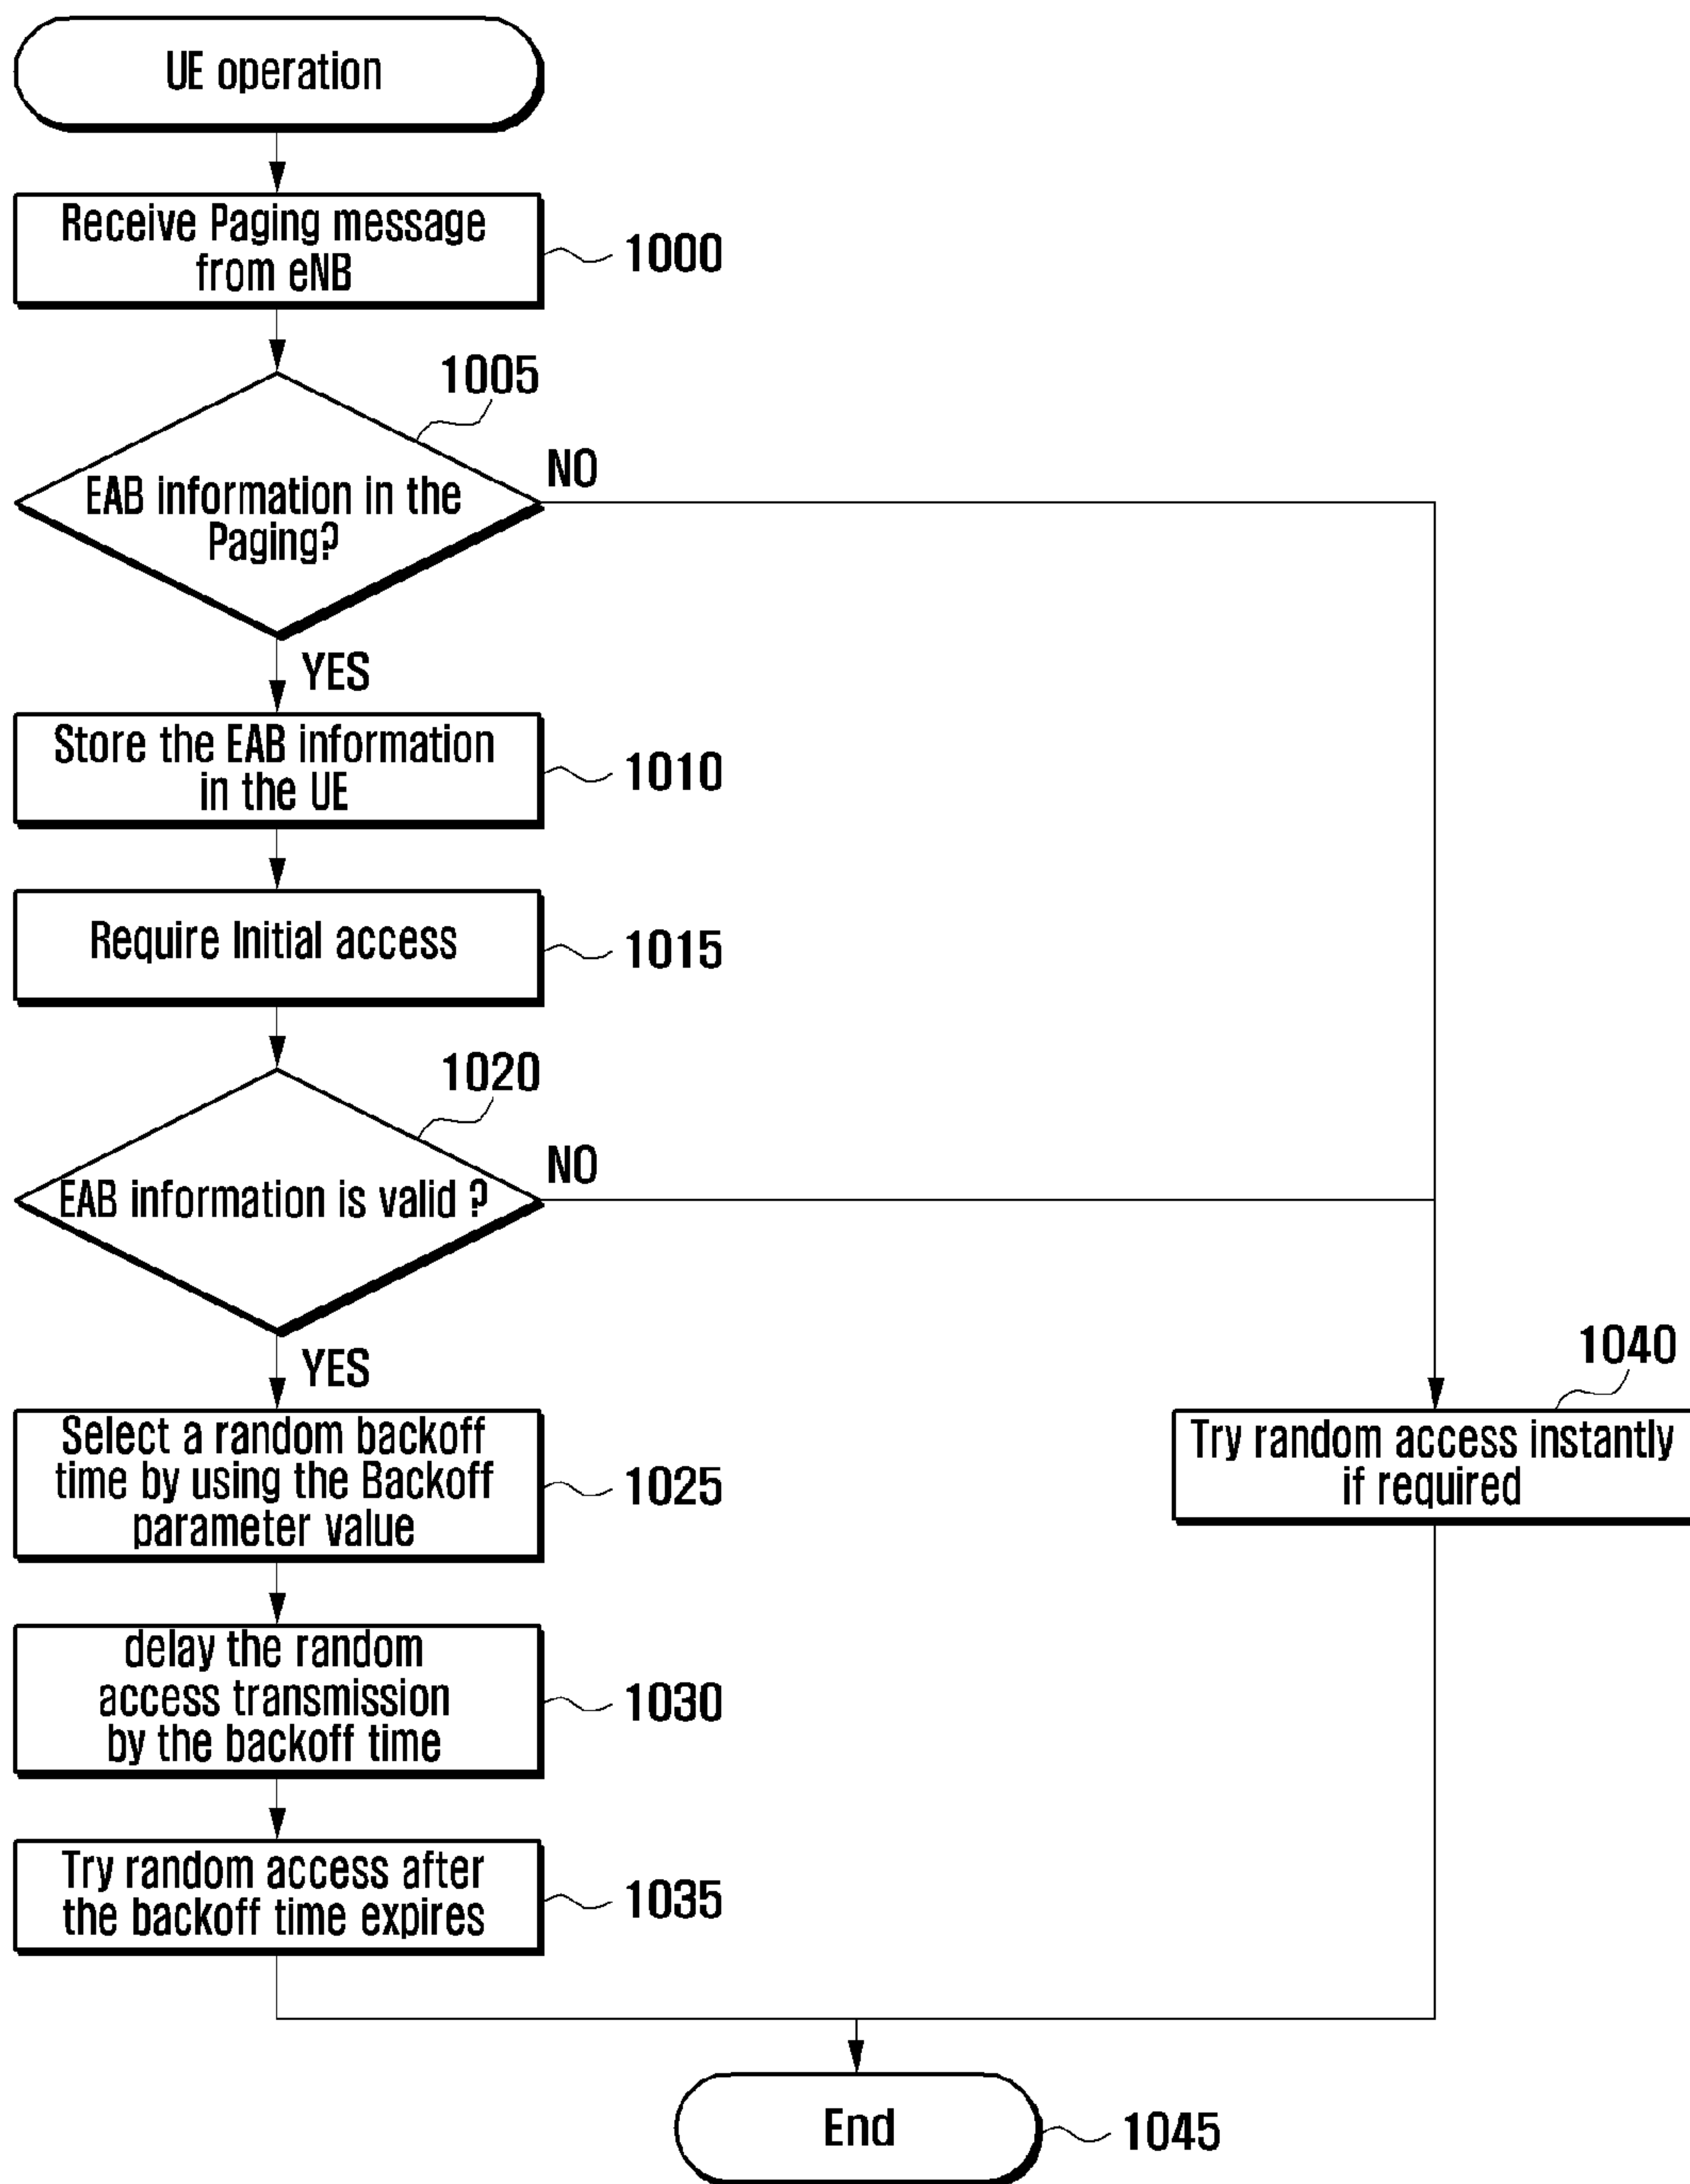 UE operation
Receive Paging message
from eNB
1000
1005
EAB information in the
Paging?
NO
YES
Store the EAB information
in the UE
1010
Require Initial access
1015
1020
EAB information is valid ?
NO
YES
Select a random backoff
time by using the Backoff
parameter value
1025
1040
Try random access instantly
if required
delay the random
access transmission
by the backoff time
1030
Try random access after
the backoff time expires
1035
End
1045